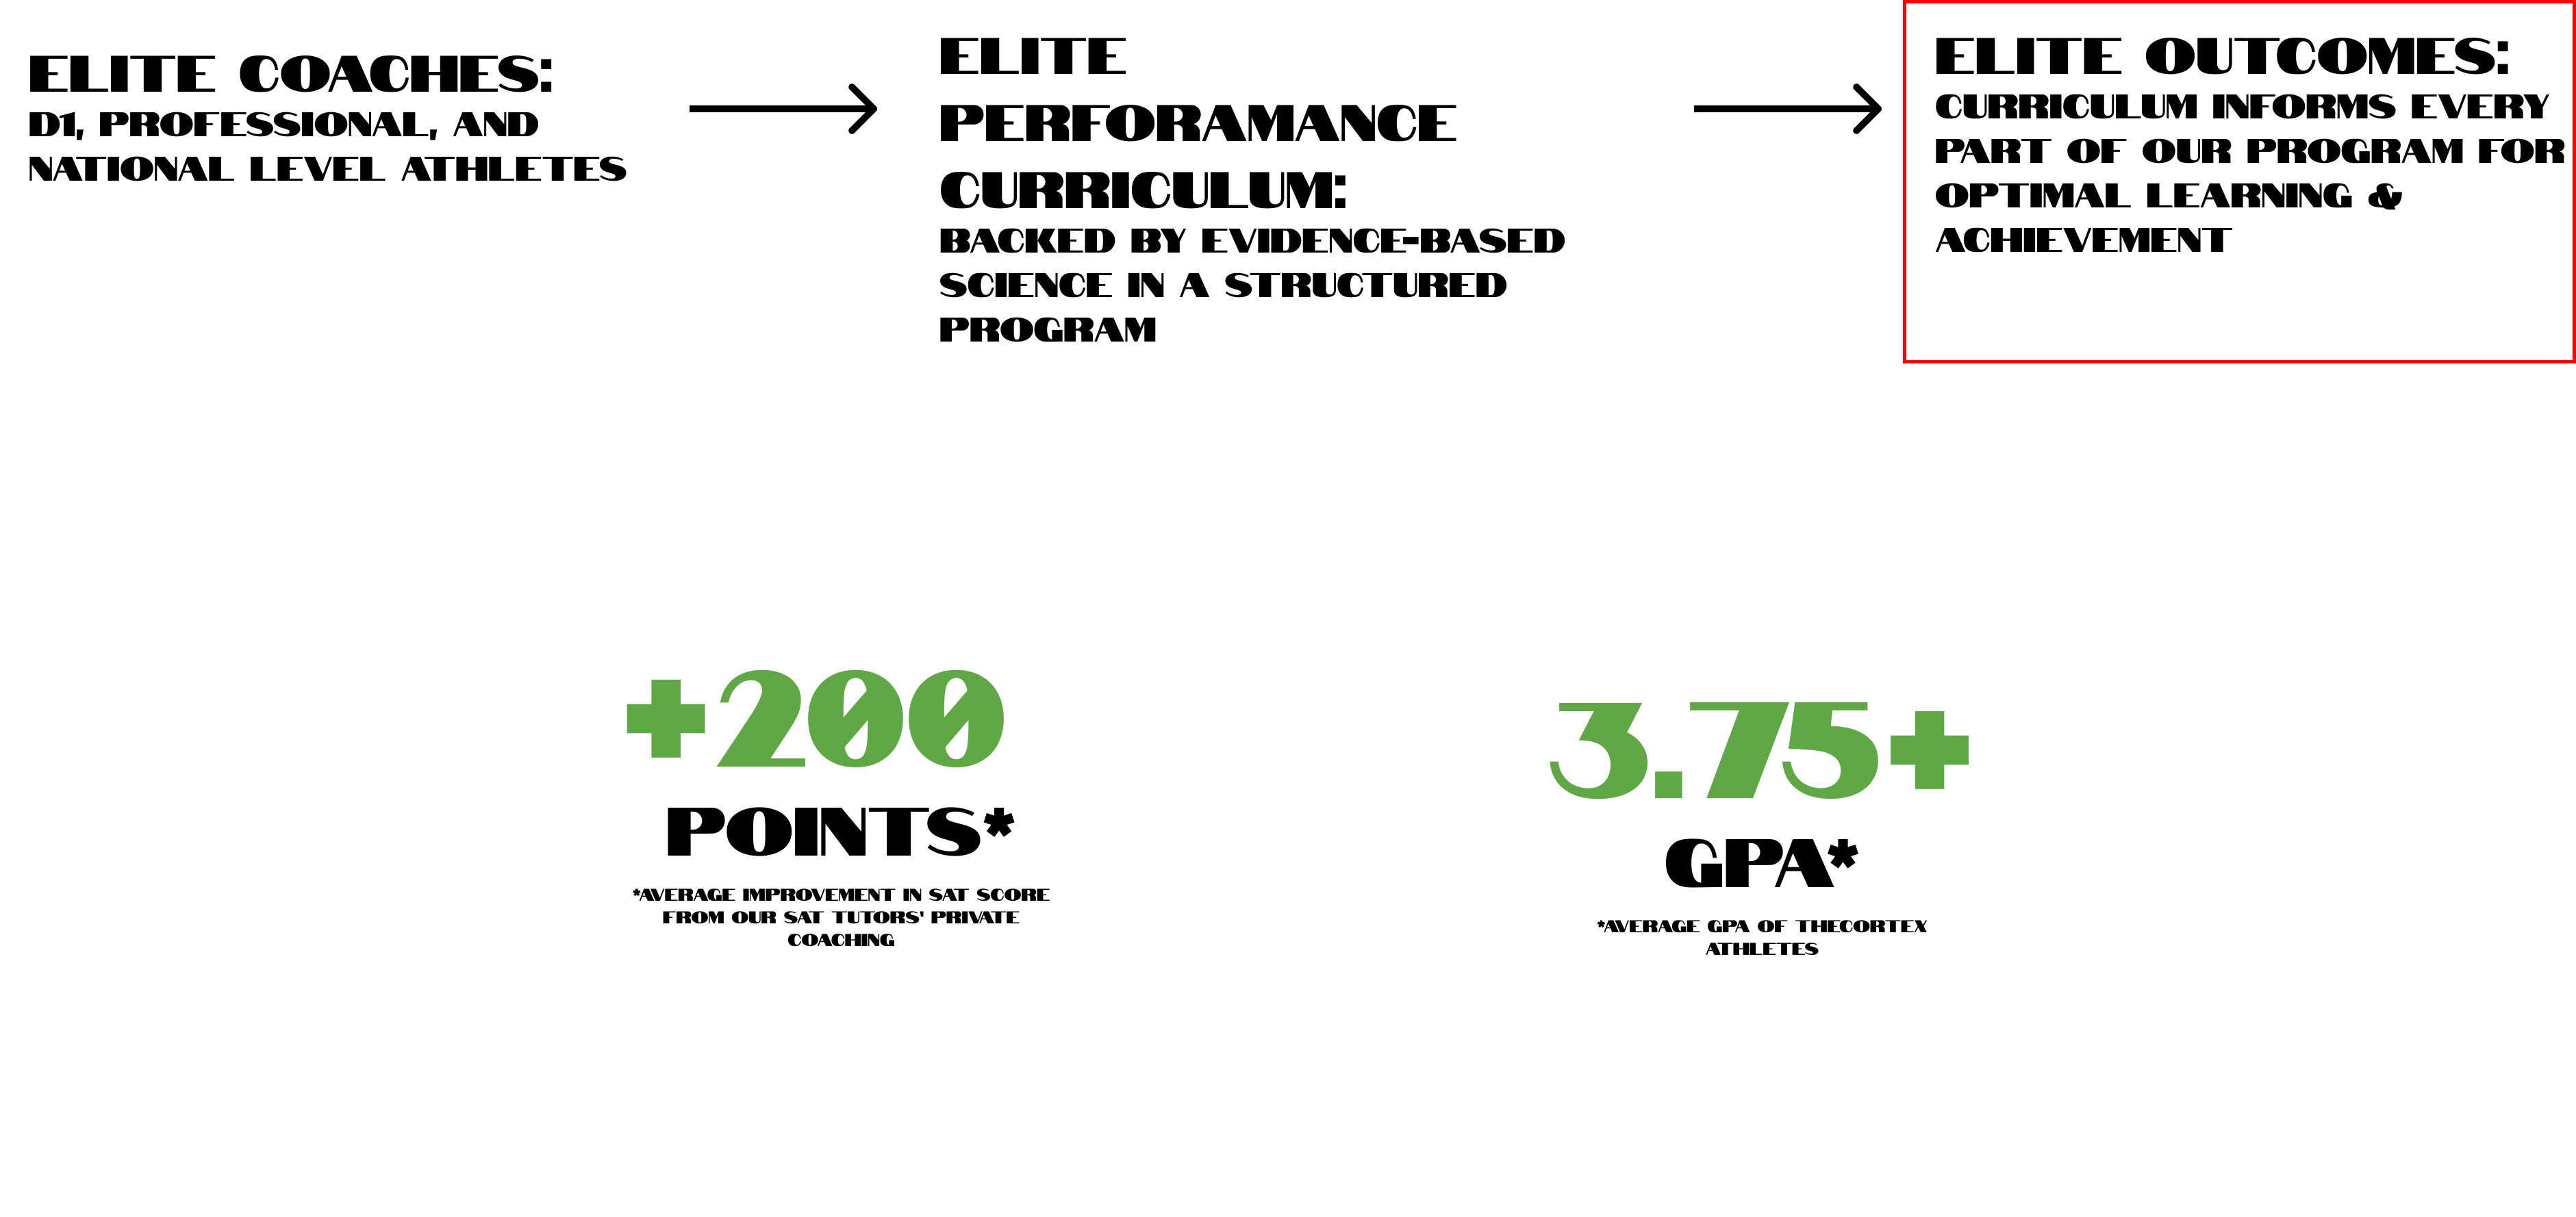 ELITE COACHES:
D1, PROFESSIONAL, AND
NATIONAL LEVEL ATHLETES
ELITE
PERFORAMANCE
CURRICULUM:
BACKED BY EVIDENCE-BASED
SCIENCE IN A STRUCTURED
PROGRAM
ELITE OUTCOMES:
CURRICULUM INFORMS EVERY
PART OF OUR PROGRAM FOR
OPTIMAL LEARNING &
ACHIEVEMENT
+200
POINTS*
*AVERAGE IMPROVEMENT IN SAT SCORE
FROM OUR SAT TUTORS' PRIVATE
COACHING
3.75+
GPA*
*AVERAGE GPA OF THECORTEX
ATHLETES